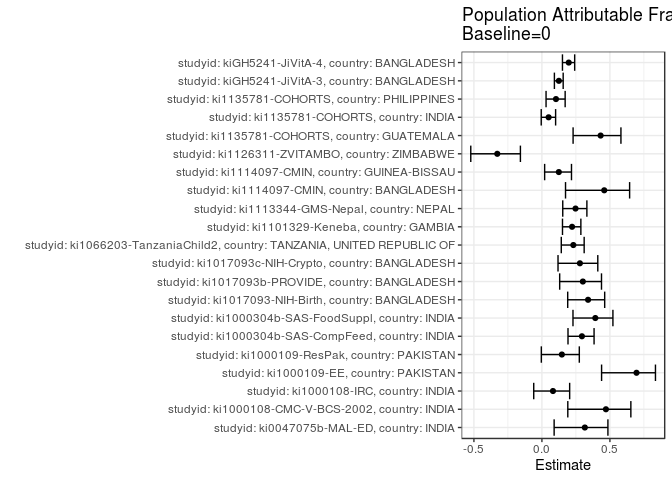 Population Attributable Fra
Baseline=0
studyid: kiGH5241-JiVitA-4, country: BANGLADESH
studyid: kiGH5241-JiVitA-3, country: BANGLADESH
studyid: ki1135781-COHORTS, country: PHILIPPINES
studyid: ki1135781-COHORTS, country: INDIA
studyid: ki1135781-COHORTS, country: GUATEMALA
studyid: ki1126311-ZVITAMBO, country: ZIMBABWE
studyid: ki1114097-CMIN, country: GUINEA-BISSAU
studyid: ki1114097-CMIN, country: BANGLADESH
studyid: ki1113344-GMS-Nepal, country: NEPAL
studyid: ki1101329-Keneba, country: GAMBIA
studyid: ki1066203-TanzaniaChild2, country: TANZANIA, UNITED REPUBLIC OF
studyid: ki1017093c-NIH-Crypto, country: BANGLADESH
studyid: ki1017093b-PROVIDE, country: BANGLADESH
studyid: ki1017093-NIH-Birth, country: BANGLADESH
studyid: ki1000304b-SAS-FoodSuppl, country: INDIA
studyid: ki1000304b-SAS-CompFeed, country: INDIA
studyid: ki1000109-ResPak, country: PAKISTAN
studyid: ki1000109-EE, country: PAKISTAN
studyid: ki1000108-IRC, country: INDIA
studyid: ki1000108-CMC-V-BCS-2002, country: INDIA
studyid: ki0047075b-MAL-ED, country: INDIA
-0.5 0.0 0.5
Estimate